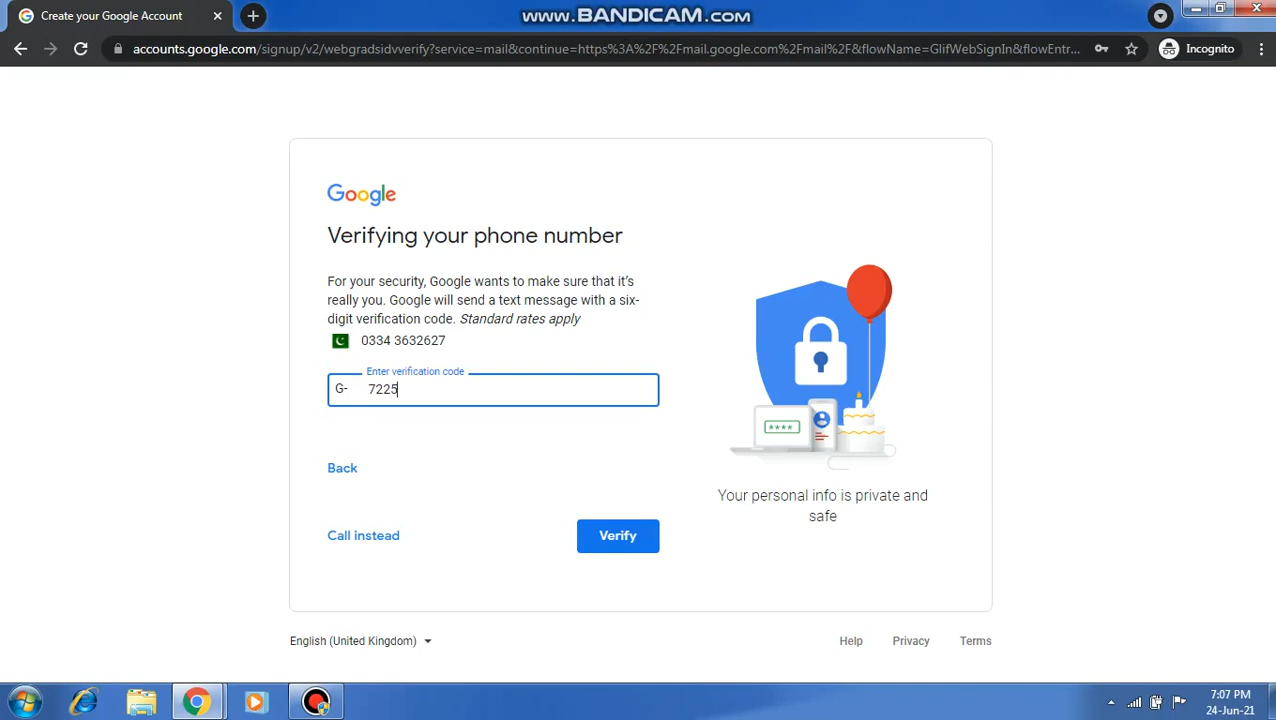 Create your Google Account
www.BANDICAM.com
accounts.google.com/signup/v2/webgradsidvverify?service=mail&continue=https%3A%2F%2Fmail.google.com%2Fmail%2F&flowName=GlifWebSignIn&flowEntr...
Incognito
Google
Verifying your phone number
For your security, Google wants to make sure that it's
really you. Google will send a text message with a six-
digit verification code. Standard rates apply
0334 3632627
Enter verification code
G- 7225
****
Back
Your personal info is private and
safe
Call instead
Verify
English (United Kingdom)
Help
Privacy
Terms
7:07 PM
24-Jun-21